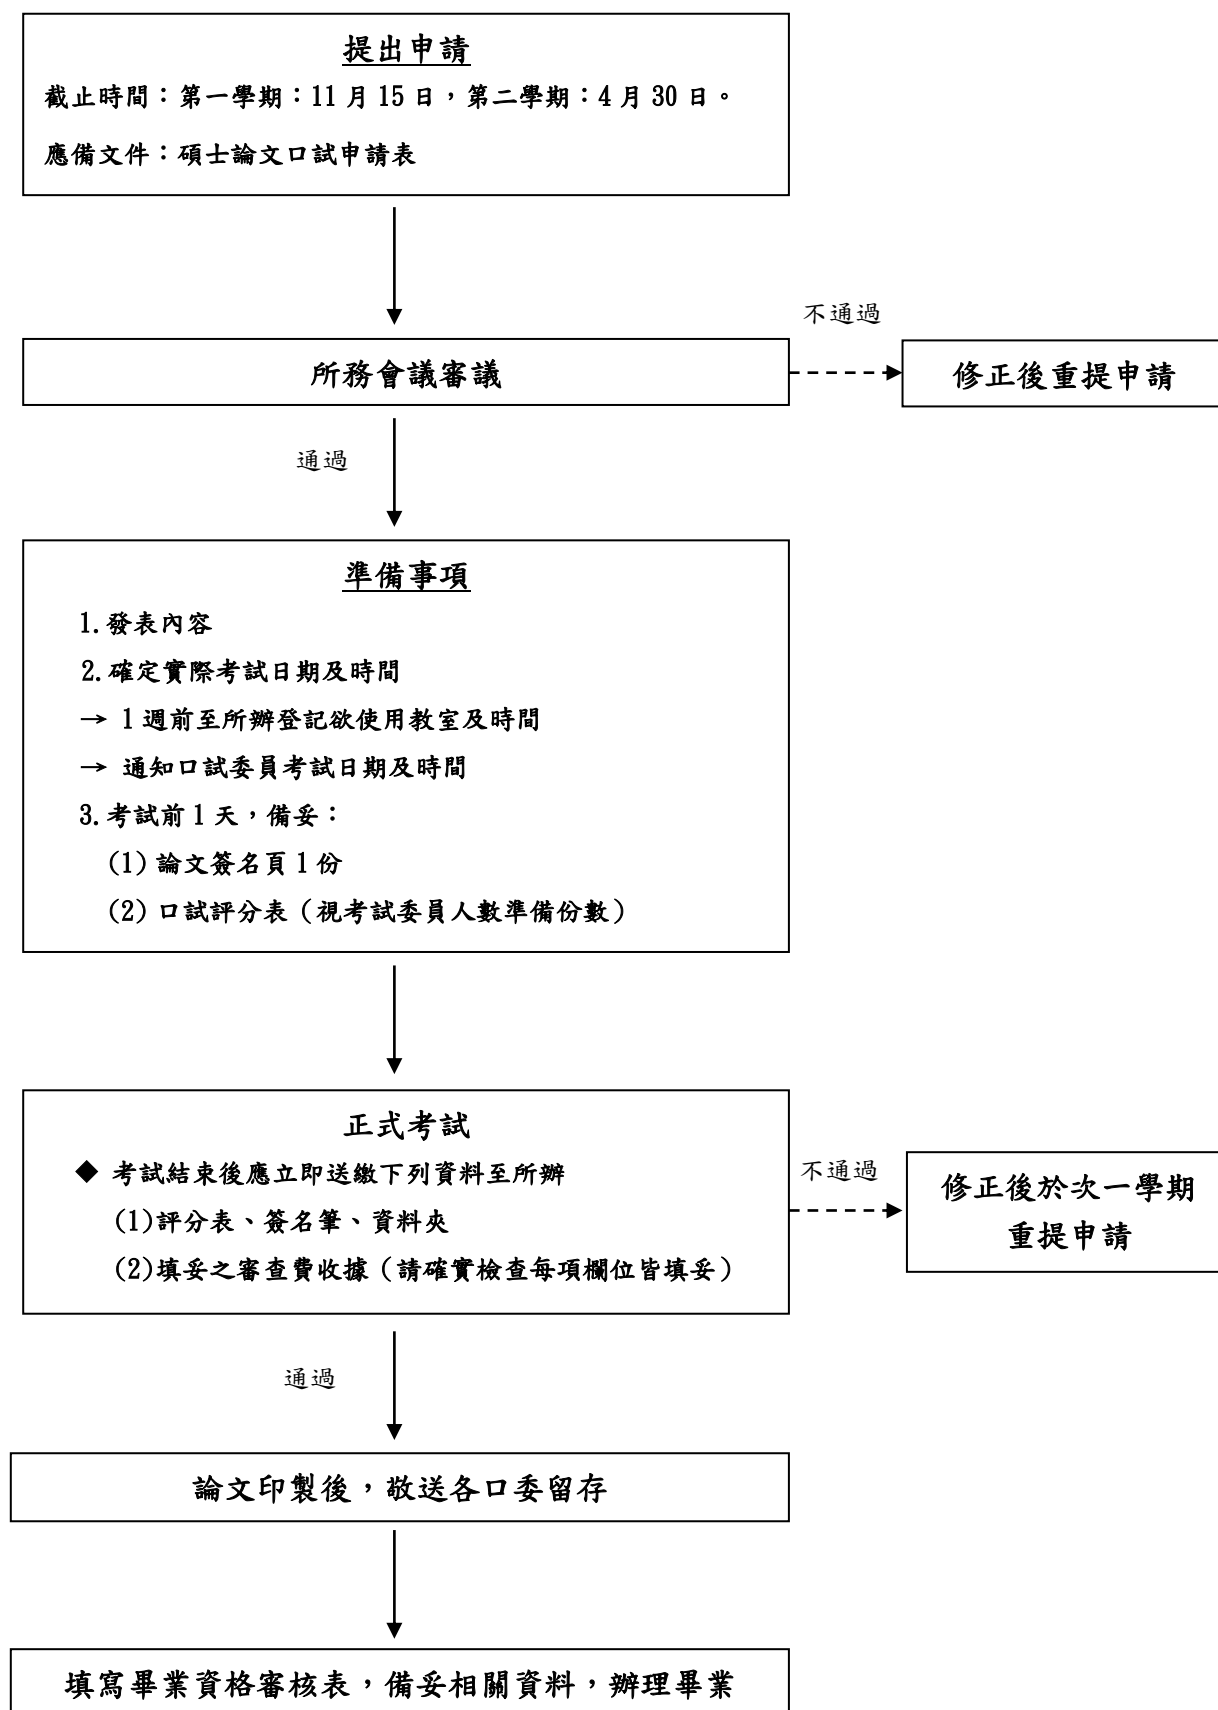 提出申請
截止時間：第一學期：11 月 15 日，第二學期：4 月 30 日。
應備文件：碩士論文口試申請表
不通過
所務會議審議
修正後重提申請
通過
準備事項
1.發表內容
2.確定實際考試日期及時間
→ 1 週前至所辦登記欲使用教室及時間
→ 通知口試委員考試日期及時間
3.考試前 1 天，備妥：
(1)論文簽名頁 1 份
(2)口試評分表（視考試委員人數準備份數）
正式考試
◆ 考試結束後應立即送繳下列資料至所辦
(1)評分表、簽名筆、資料夾
(2)填妥之審查費收據（請確實檢查每項欄位皆填妥）
不通過
修正後於次一學期
重提申請
通過
論文印製後，敬送各口委留存
填寫畢業資格審核表，備妥相關資料，辦理畢業